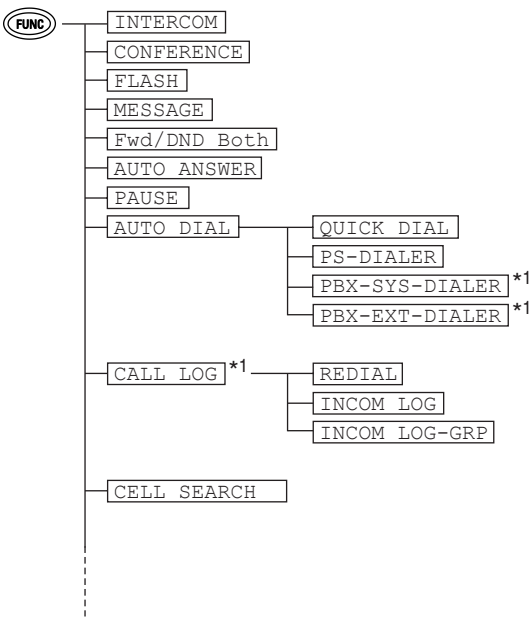 FUNC
INTERCOM
CONFERENCE
FLASH
MESSAGE
Fwd/DND Both
AUTO ANSWER
PAUSE
AUTO DIAL
QUICK DIAL
PS-DIALER
PBX-SYS-DIALER *1
PBX-EXT-DIALER *1
CALL LOG *1
REDIAL
INCOM LOG
INCOM LOG-GRP
CELL SEARCH